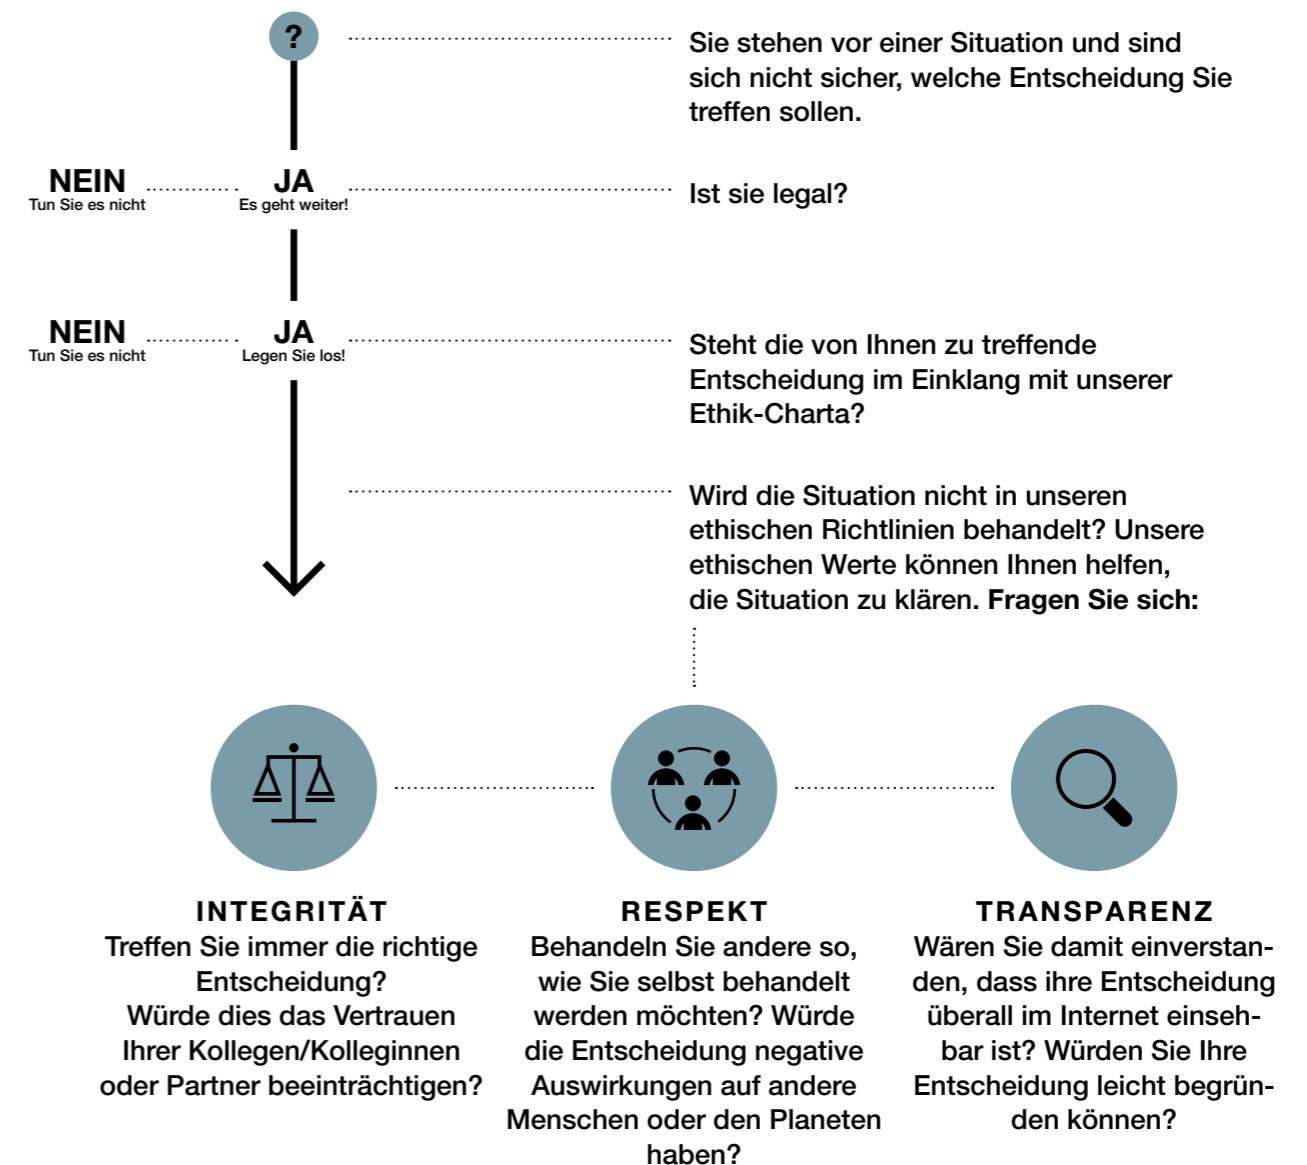 ?
Sie stehen vor einer Situation und sind
sich nicht sicher, welche Entscheidung Sie
treffen sollen.
NEIN
Tun Sie es nicht
JA
Es geht weiter!
Ist sie legal?
NEIN
Tun Sie es nicht
JA
Legen Sie los!
Steht die von Ihnen zu treffende
Entscheidung im Einklang mit unserer
Ethik-Charta?
Wird die Situation nicht in unseren
ethischen Richtlinien behandelt? Unsere
ethischen Werte können Ihnen helfen,
die Situation zu klären. Fragen Sie sich:
INTEGRITÄT
Treffen Sie immer die richtige
Entscheidung?
Würde dies das Vertrauen
Ihrer Kollegen/Kolleginnen
oder Partner beeinträchtigen?
RESPEKT
Behandeln Sie andere so,
wie Sie selbst behandelt
werden möchten? Würde
die Entscheidung negative
Auswirkungen auf andere
Menschen oder den Planeten
haben?
TRANSPARENZ
Wären Sie damit einverstan-
den, dass ihre Entscheidung
überall im Internet einseh-
bar ist? Würden Sie Ihre
Entscheidung leicht begrün-
den können?